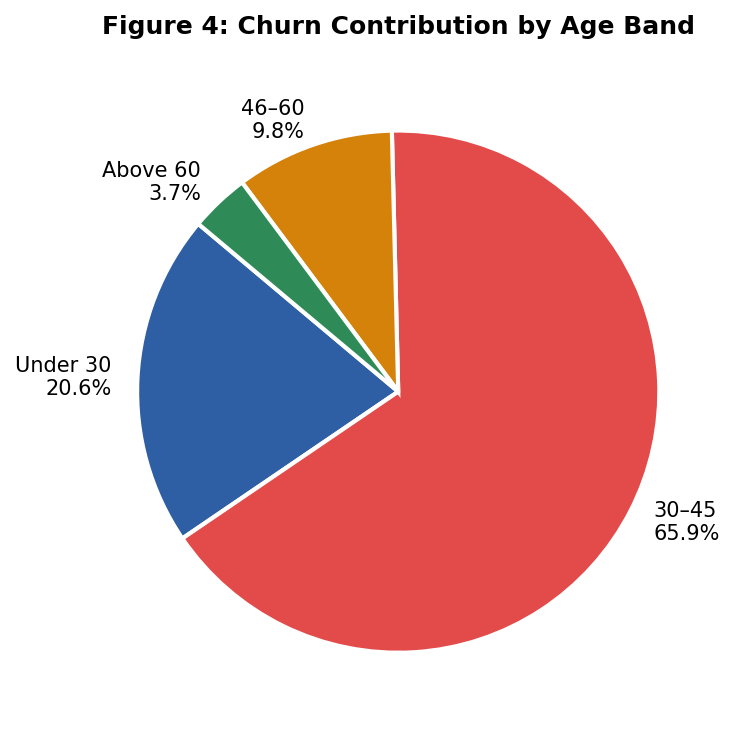 Figure 4: Churn Contribution by Age Band
46–60
9.8%
Above 60
3.7%
Under 30
20.6%
30–45
65.9%